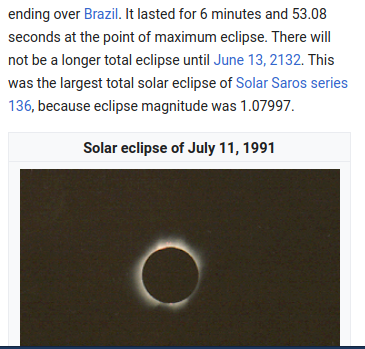 ending over Brazil. It lasted for 6 minutes and 53.08
seconds at the point of maximum eclipse. There will
not be a longer total eclipse until June 13, 2132. This
was the largest total solar eclipse of Solar Saros series
136, because eclipse magnitude was 1.07997.
Solar eclipse of July 11, 1991